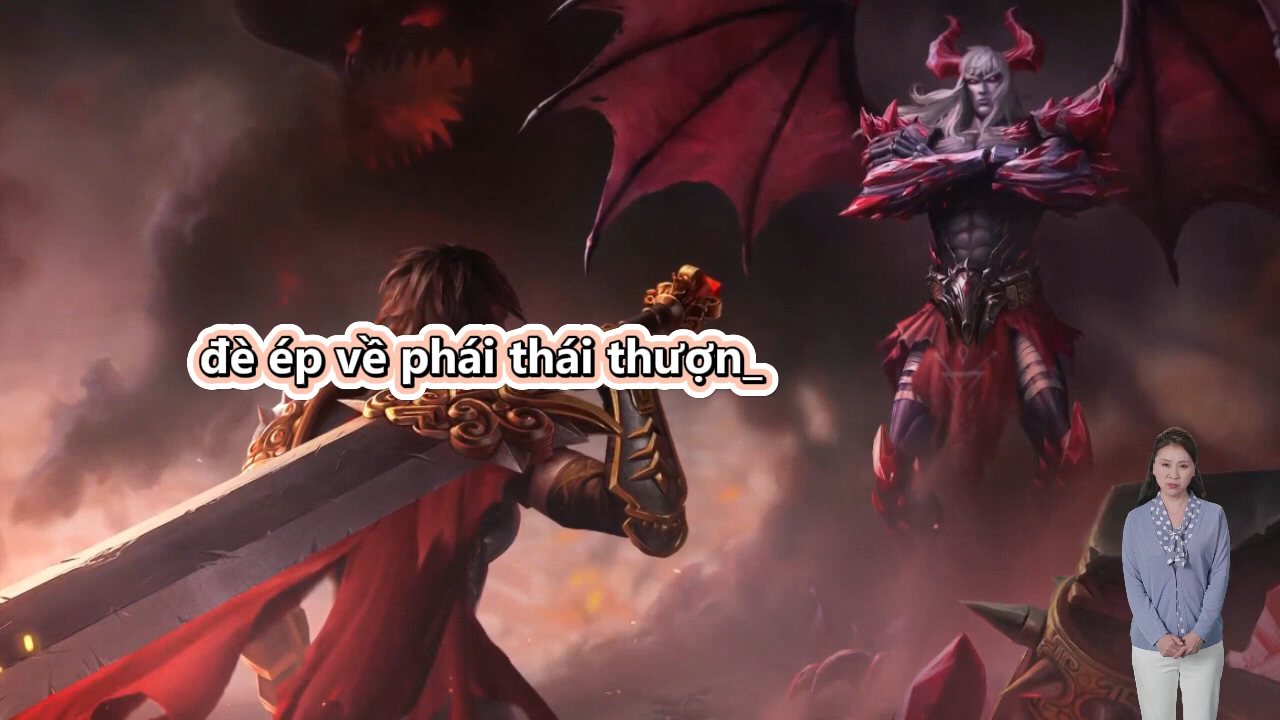 đè ép về phái thái thượn_